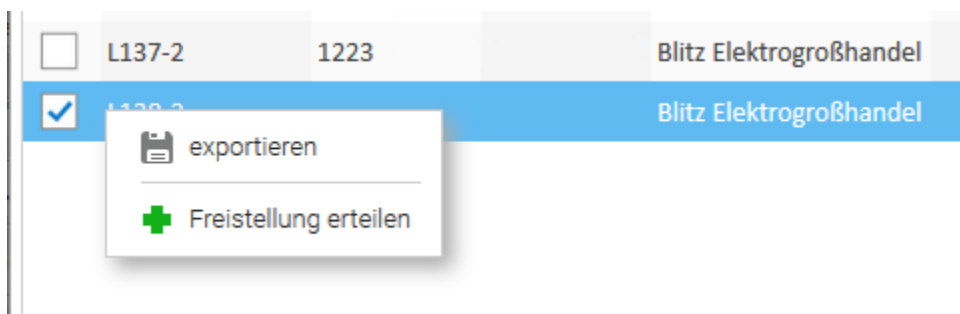 L137-2 1223 Blitz Elektrogroßhandel
Blitz Elektrogroßhandel
exportieren
Freistellung erteilen